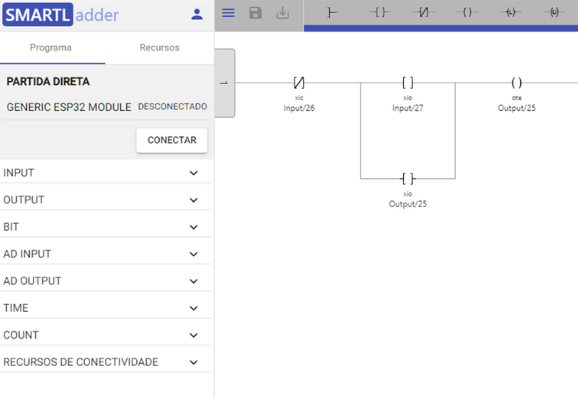 SMARTLadder
Programa
Recursos
PARTIDA DIRETA
GENERIC ESP32 MODULE DESCONECTADO
CONECTAR
INPUT
OUTPUT
BIT
AD INPUT
AD OUTPUT
TIME
COUNT
RECURSOS DE CONECTIVIDADE
1
xic
Input/26
xio
Input/27
ote
Output/25
xio
Output/25